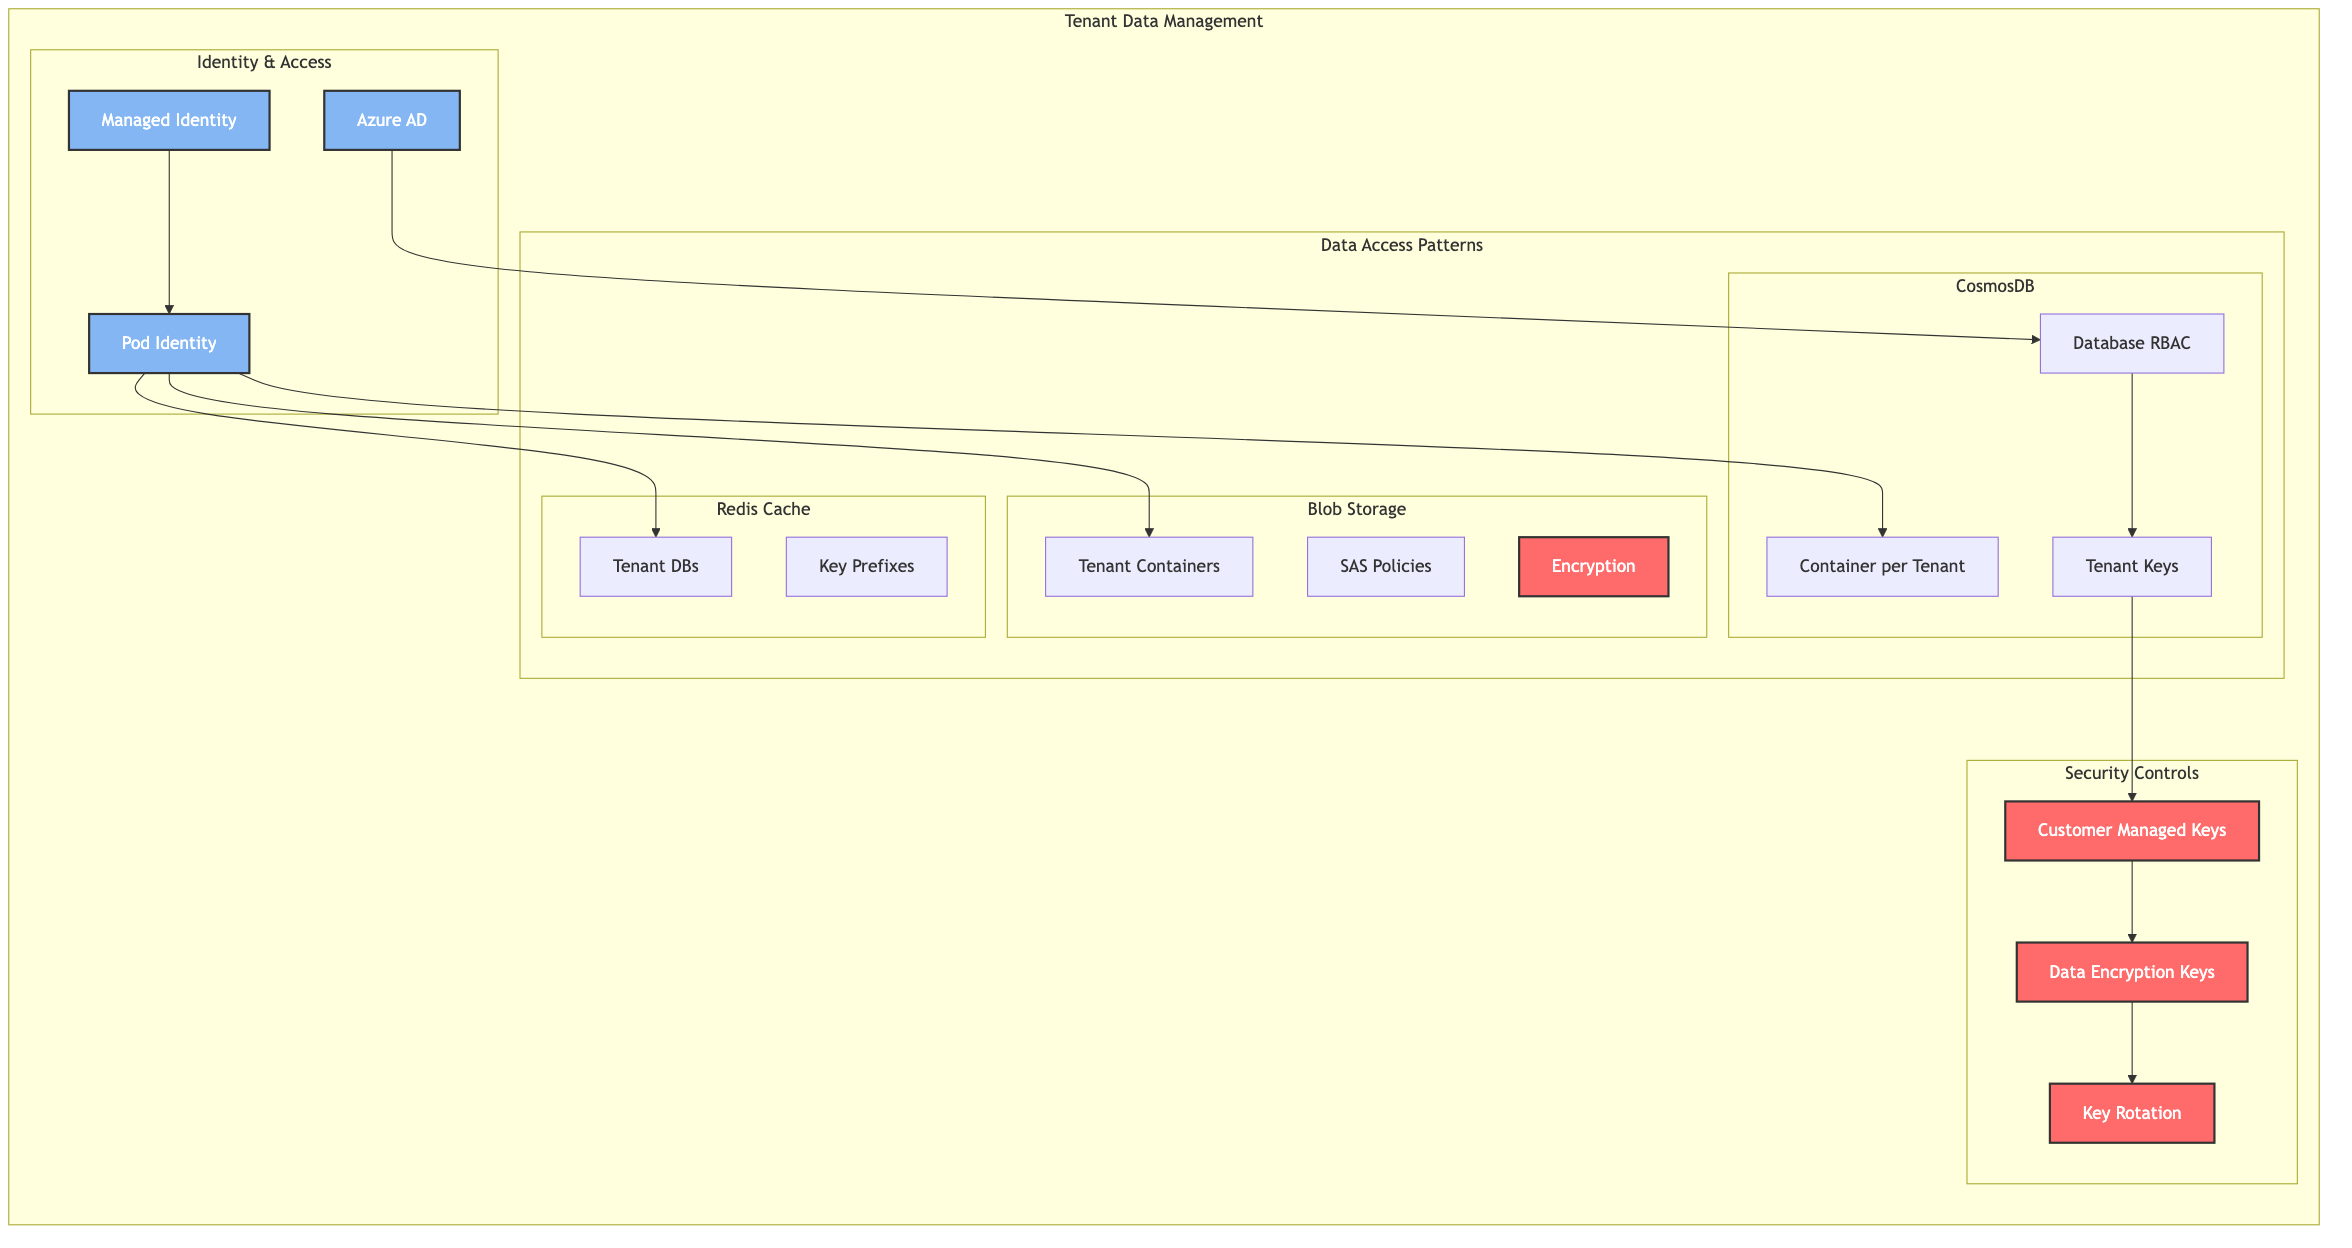 Tenant Data Management
Identity & Access
Managed Identity
Azure AD
Pod Identity
Data Access Patterns
CosmosDB
Database RBAC
Redis Cache
Tenant DBs
Key Prefixes
Blob Storage
Tenant Containers
SAS Policies
Encryption
Container per Tenant
Tenant Keys
Security Controls
Customer Managed Keys
Data Encryption Keys
Key Rotation